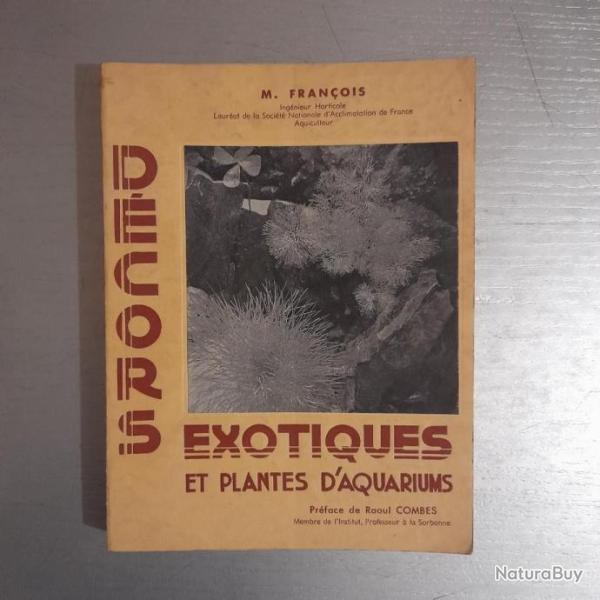 M. FRANÇOIS
Ingénieur Horticole
Lauréat de la Société Nationale d'Acclimatation de France
Aquiculteur
DÉCORS
EXOTIQUES
ET PLANTES D'AQUARIUMS
Préface de Raoul COMBES
Membre de l'Institut, Professeur à la Sorbonne
NaturaBuy